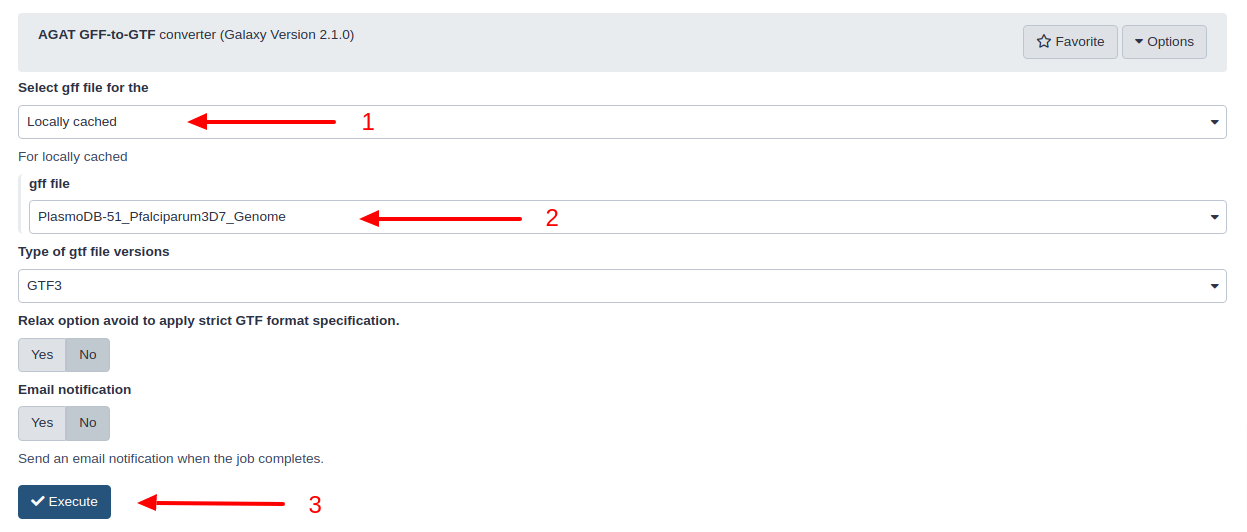 AGAT GFF-to-GTF converter (Galaxy Version 2.1.0)
Favorite
Options
Select gff file for the
Locally cached
1
For locally cached
gff file
PlasmoDB-51_Pfalciparum3D7_Genome
2
Type of gtf file versions
GTF3
Relax option avoid to apply strict GTF format specification.
Yes No
Email notification
Yes No
Send an email notification when the job completes.
Execute
3